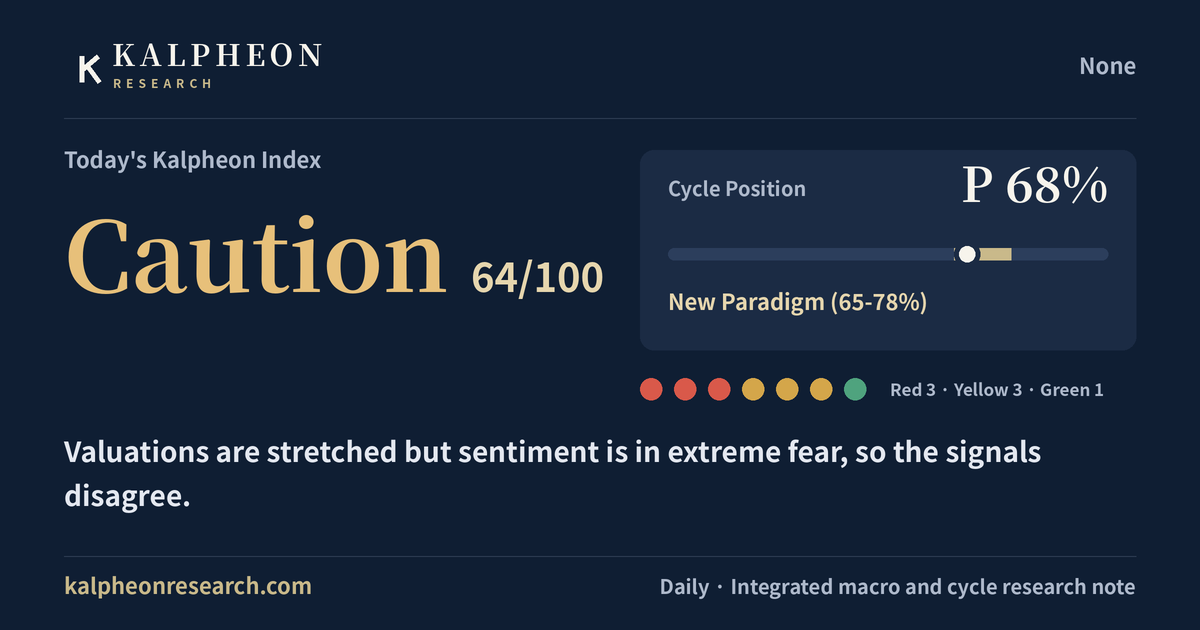 KALPHEON
RESEARCH
None
Today's Kalpheon Index
Caution 64/100
Cycle Position P 68%
New Paradigm (65-78%)
Red 3 · Yellow 3 · Green 1
Valuations are stretched but sentiment is in extreme fear, so the signals
disagree.
kalpheonresearch.com
Daily · Integrated macro and cycle research note